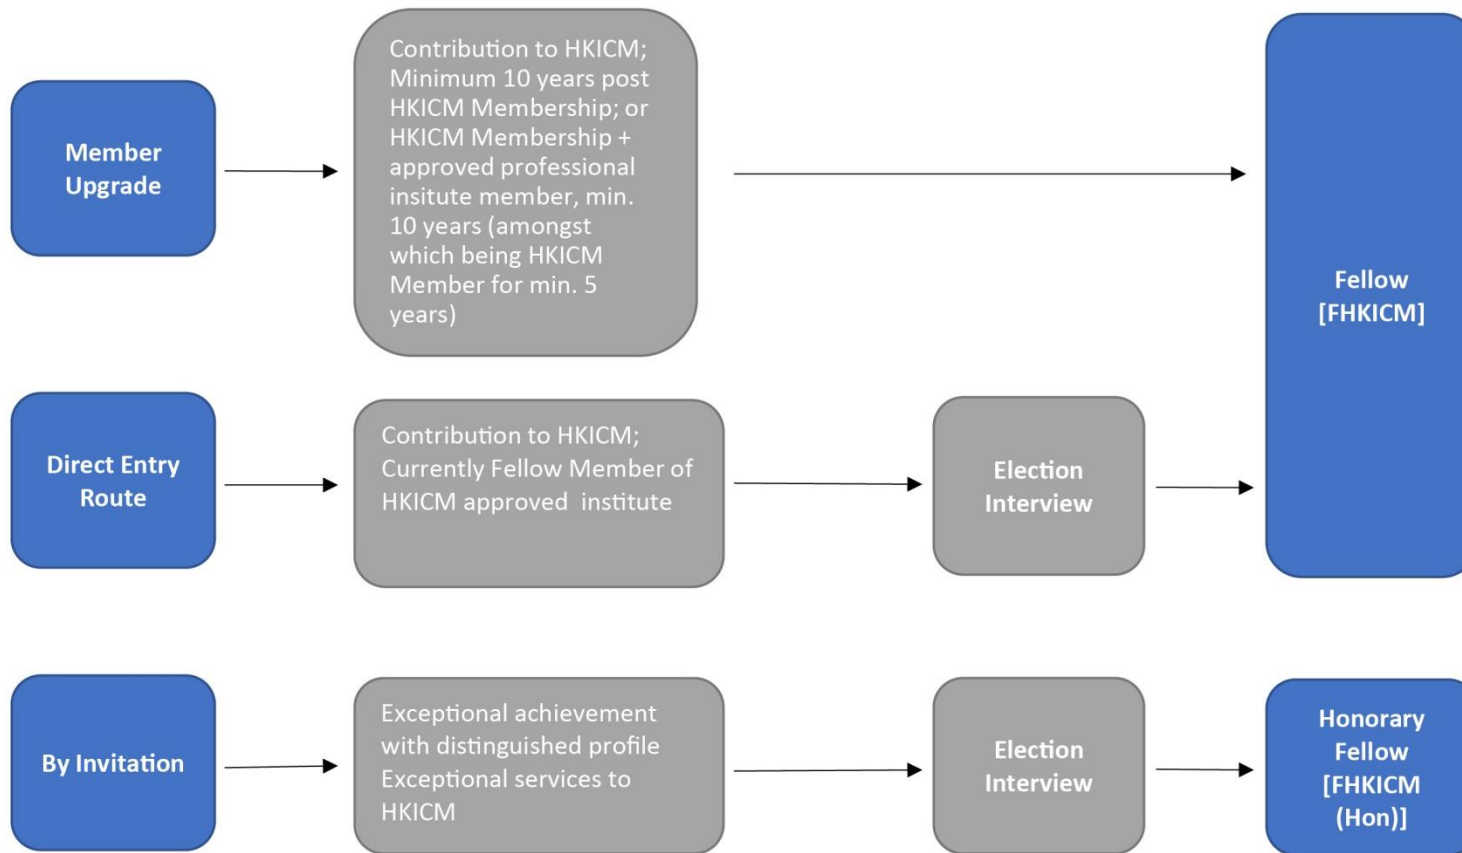 Member
Upgrade
Contribution to HKICM;
Minimum 10 years post
HKICM Membership; or
HKICM Membership +
approved professional
insitute member, min.
10 years (amongst
which being HKICM
Member for min. 5
years)
Fellow
[FHKICM]
Direct Entry
Route
Contribution to HKICM;
Currently Fellow Member of
HKICM approved  institute
Election
Interview
By Invitation
Exceptional achievement
with distinguished profile
Exceptional services to
HKICM
Election
Interview
Honorary
Fellow
[FHKICM
(Hon)]